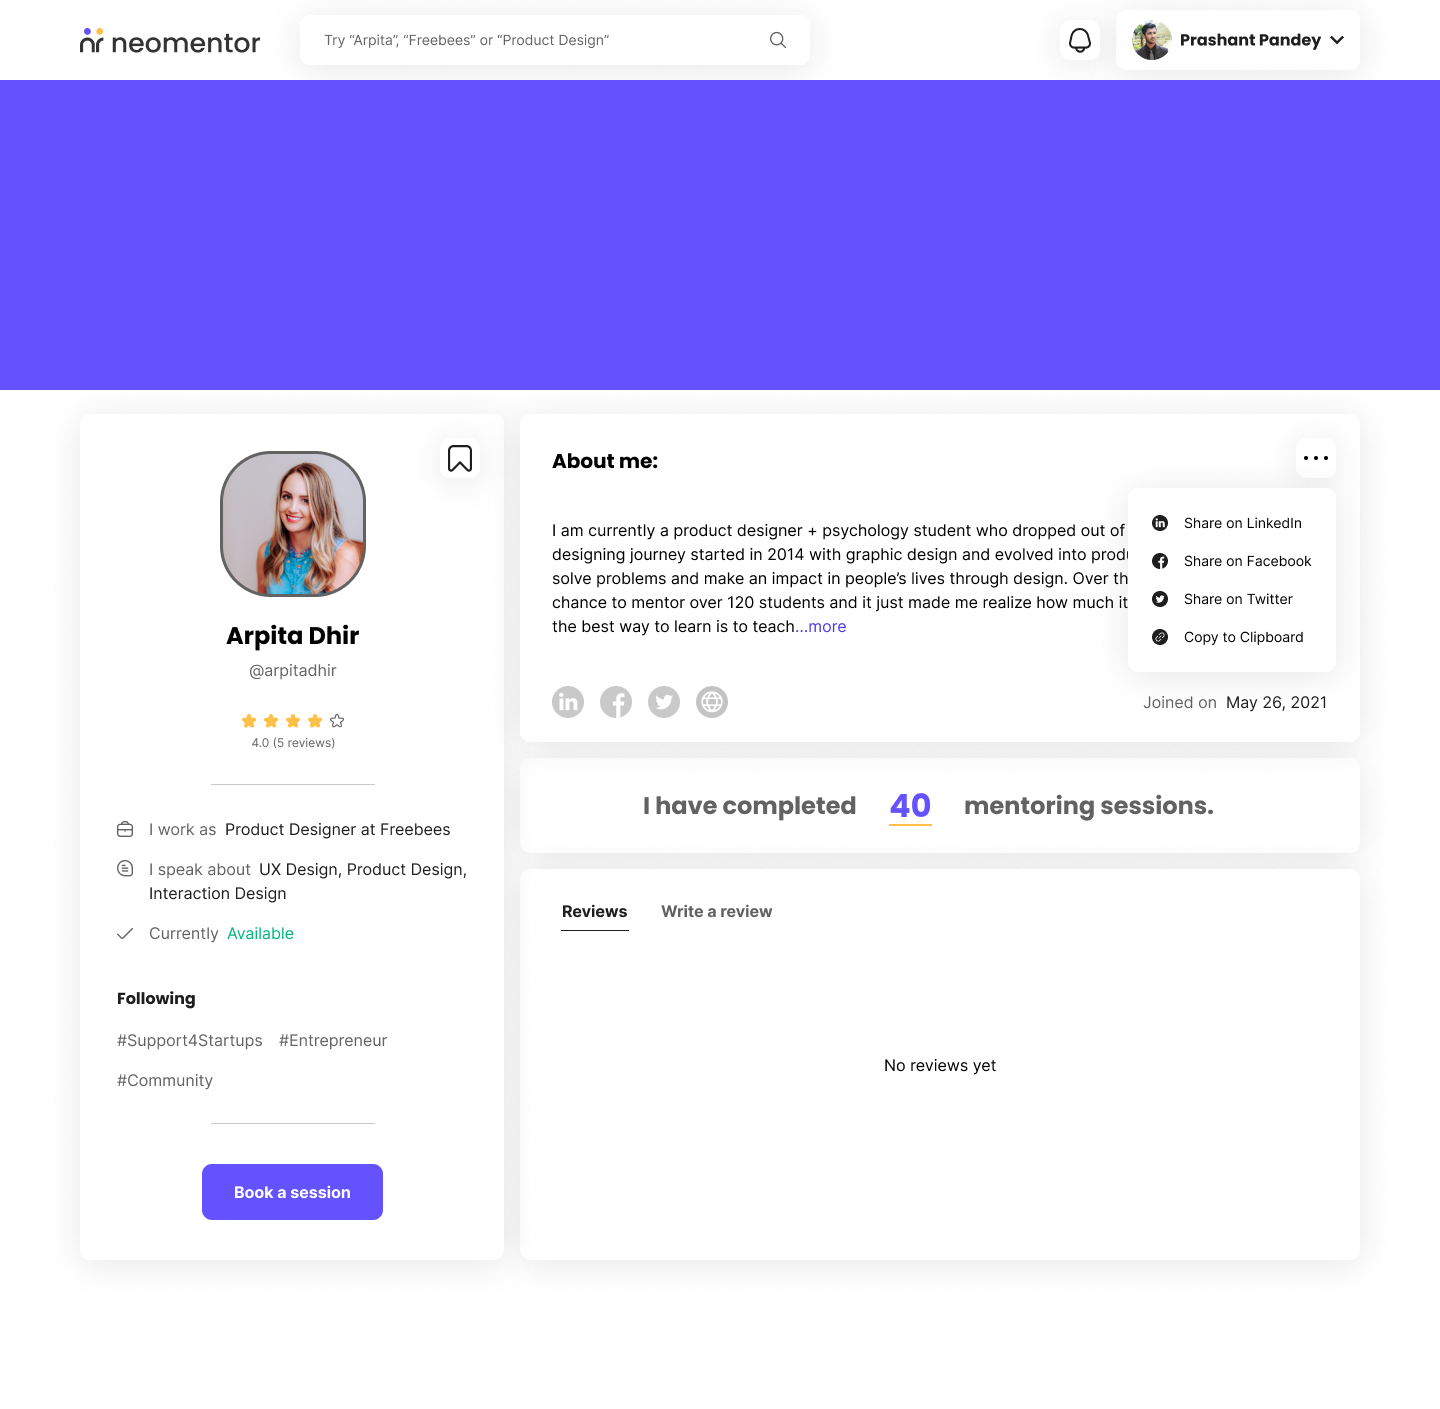 neomentor
Try “Arpita”, “Freebees” or “Product Design”
Prashant Pandey
Arpita Dhir
@arpitadhir
4.0 (5 reviews)
I work as Product Designer at Freebees
I speak about UX Design, Product Design,
Interaction Design
Currently Available
Following
#Support4Startups #Entrepreneur
#Community
Book a session
About me:
I am currently a product designer + psychology student who dropped out of
designing journey started in 2014 with graphic design and evolved into
solve problems and make an impact in people’s lives through design. Over
chance to mentor over 120 students and it just made me realize how much it
the best way to learn is to teach...more
Share on LinkedIn
Share on Facebook
Share on Twitter
Copy to Clipboard
Joined on May 26, 2021
I have completed 40 mentoring sessions.
Reviews Write a review
No reviews yet